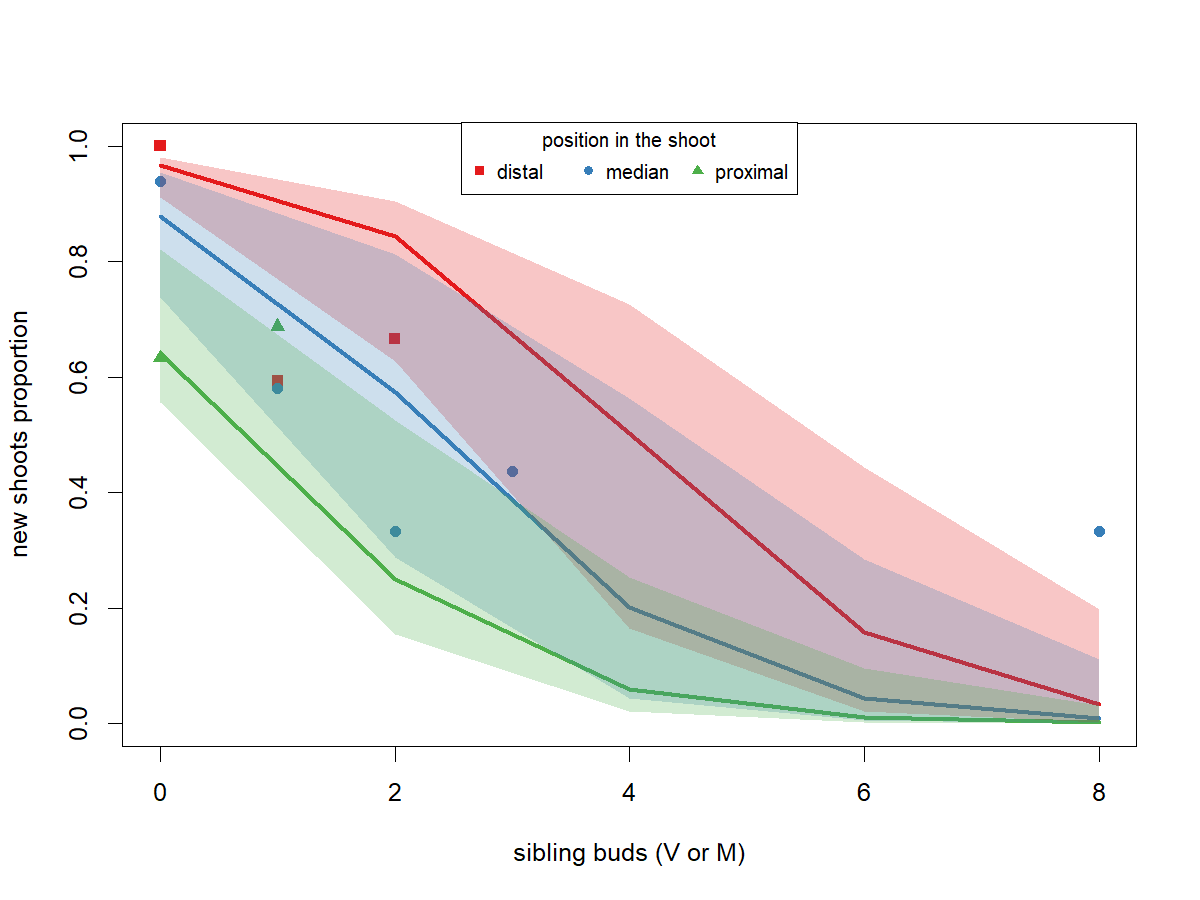 position in the shoot
distal median proximal
new shoots proportion
1.0
0.8
0.6
0.4
0.2
0.0
0 2 4 6 8
sibling buds (V or M)